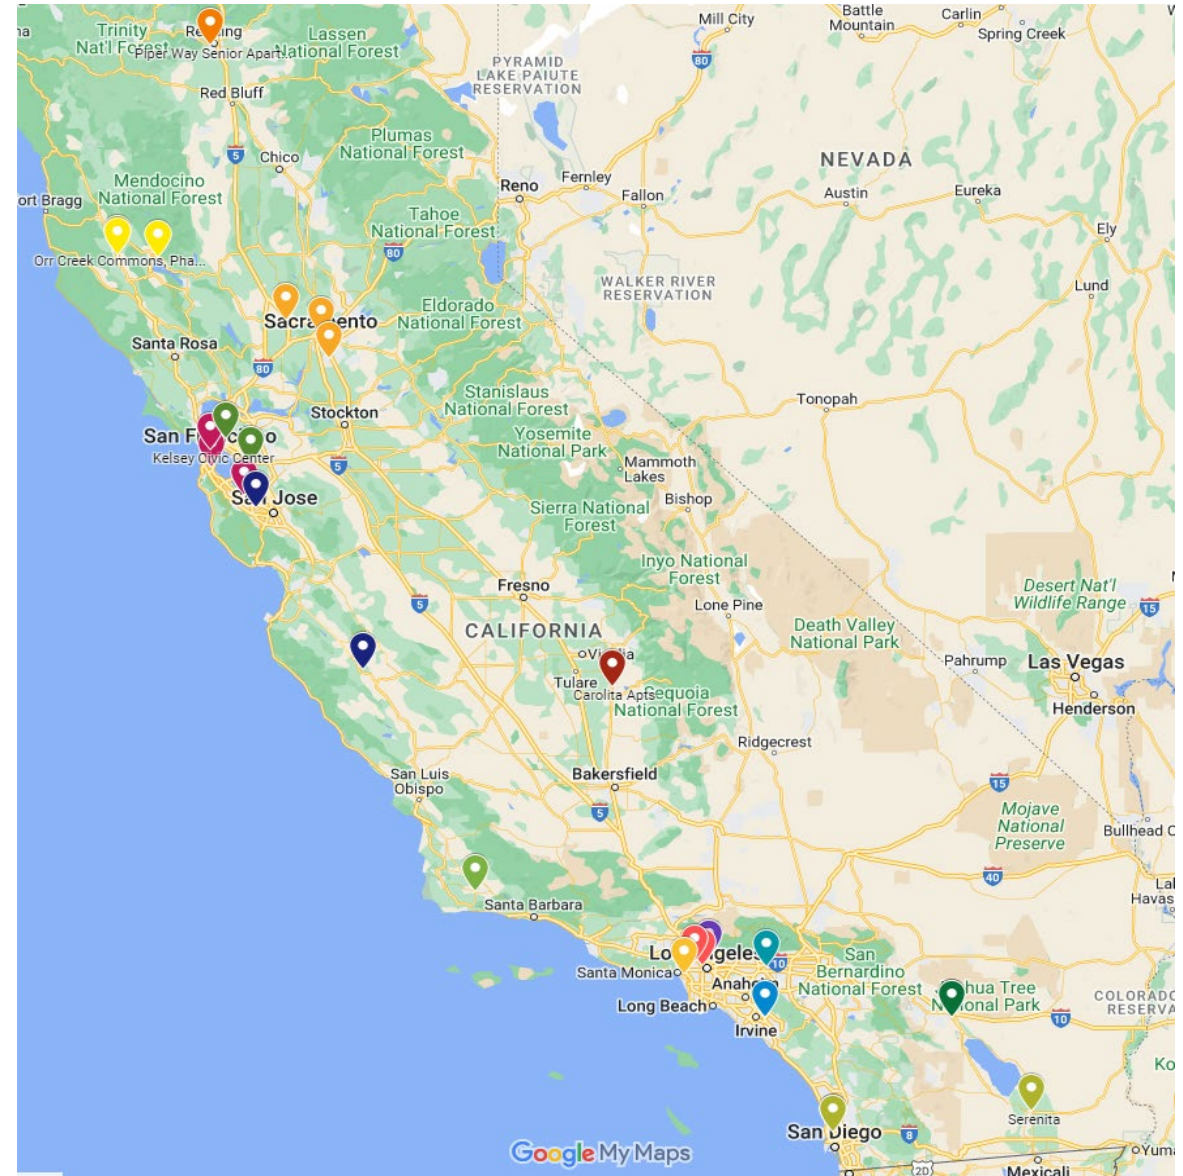 Trinity
Nat'l Forest
Piper Way Senior Apart...
Lassen
National Forest
Mill City
Battle
Mountain
Carlin
Spring Creek
80
PYRAMID
LAKE PAIUTE
RESERVATION
Red Bluff
Plumas
National Forest
5
Chico
NEVADA
Mendocino
National Forest
Reno
Fernley
Fallon
Austin
Eureka
ort Bragg
Tahoe
National Forest
80
Ely
Orr Creek Commons, Pha...
WALKER RIVER
RESERVATION
Lund
Eldorado
National Forest
Santa Rosa
80
Stanislaus
National Forest
Tonopah
Stockton
Yosemite
National Park
Kelsey Civic Center
5
Mammoth
Lakes
Bishop
Sierra National
Forest
Inyo National
Forest
Fresno
5
Lone Pine
Desert Nat'l
Wildlife Range
15
CALIFORNIA
Death Valley
National Park
Pahrump
Las Vegas
Tulare
Carolita Apts
Sequoia
National Forest
Henderson
Ridgecrest
San Luis
Obispo
Bakersfield
15
5
Mojave
National
Preserve
Bullhead C
40
Santa Barbara
Santa Monica
10
San
Bernardino
National Forest
Long Beach
Irvine
10
COLORADO
RESERVA
Serenita
San Diego
8
Google My Maps
2D
Mexicali
Yuma